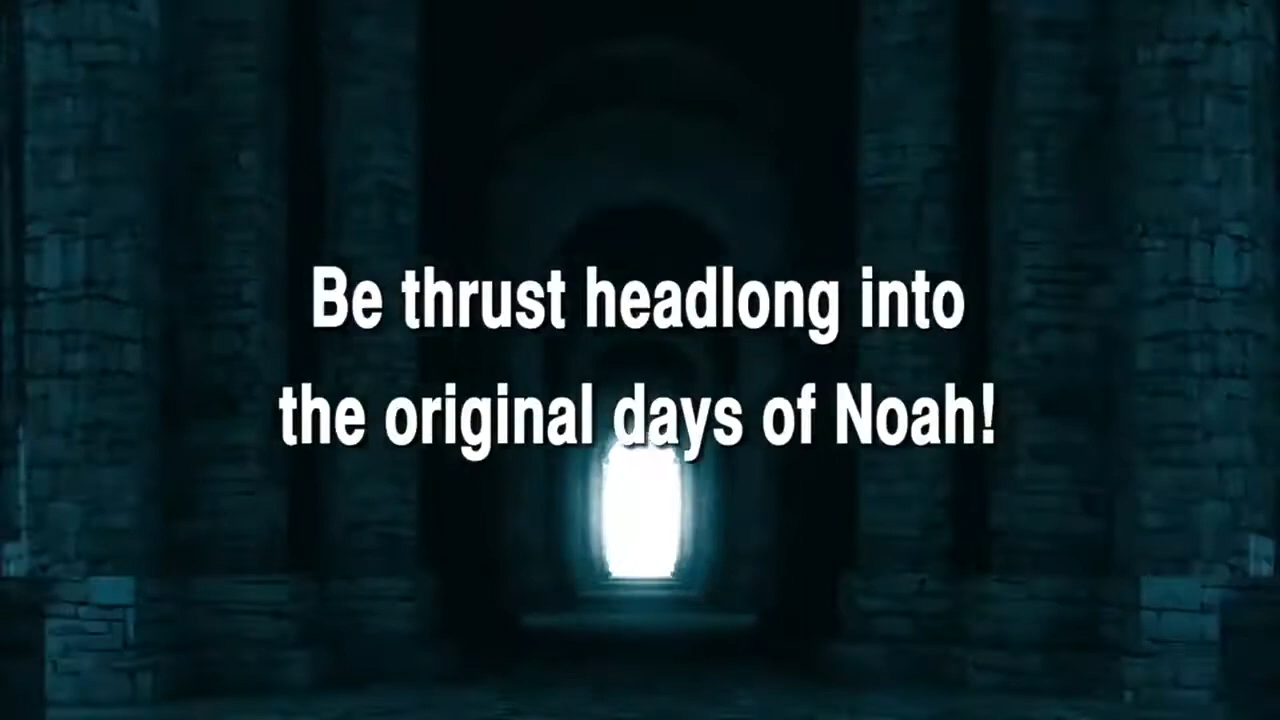 Be thrust headlong into
the original days of Noah!